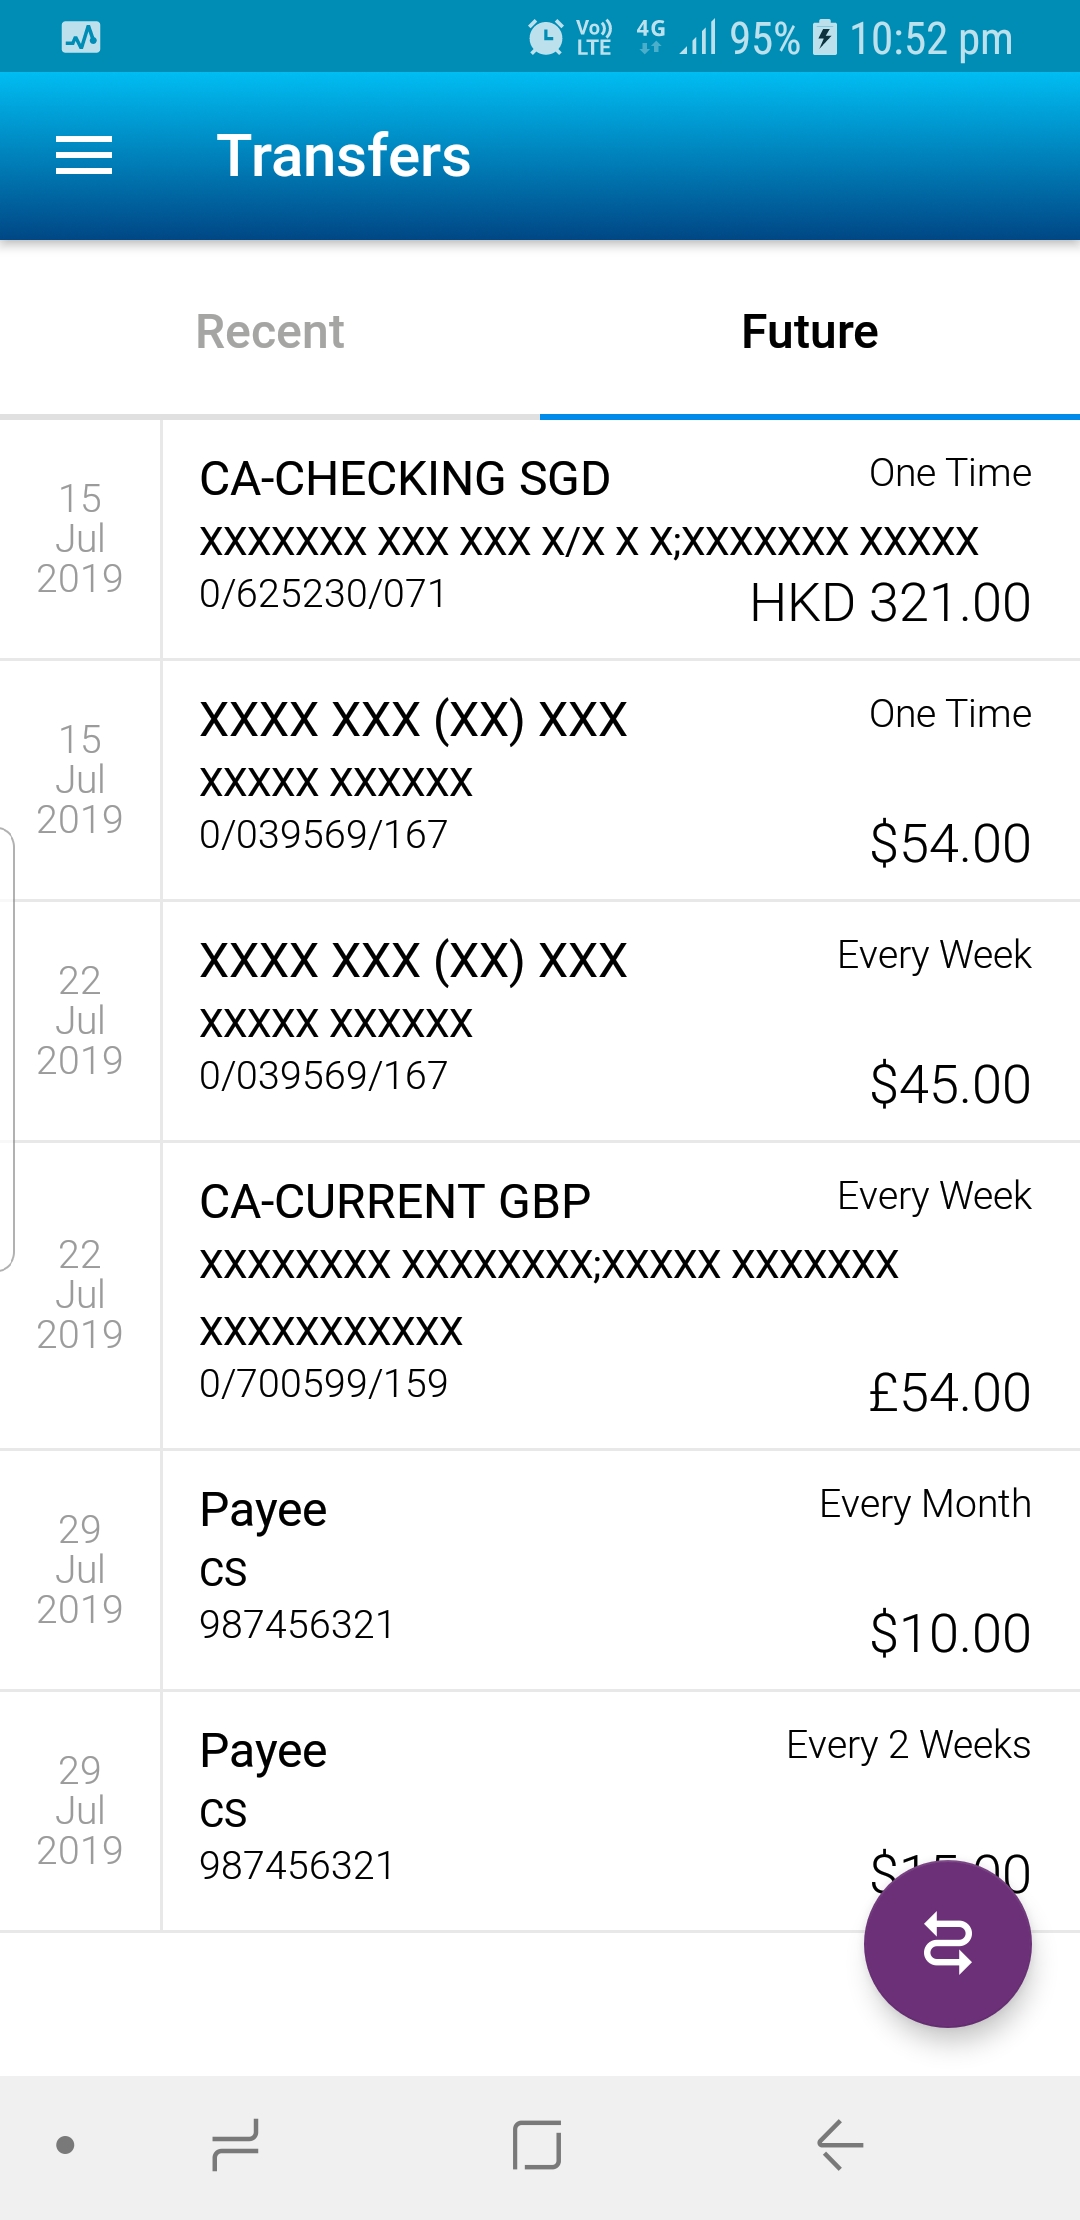 Vo)) LTE 4G 95% 10:52 pm
Transfers
Recent Future
15 Jul 2019
CA-CHECKING SGD One Time
XXXXXXX XXX XXX X/X X X;XXXXXXX XXXXX
0/625230/071 HKD 321.00
15 Jul 2019
XXXX XXX (XX) XXX One Time
XXXXX XXXXXX
0/039569/167 $54.00
22 Jul 2019
XXXX XXX (XX) XXX Every Week
XXXXX XXXXXX
0/039569/167 $45.00
22 Jul 2019
CA-CURRENT GBP Every Week
XXXXXXXX XXXXXXXX;XXXXX XXXXXXX
XXXXXXXXXXX
0/700599/159 £54.00
29 Jul 2019
Payee Every Month
cs
987456321 $10.00
29 Jul 2019
Payee Every 2 Weeks
cs
987456321